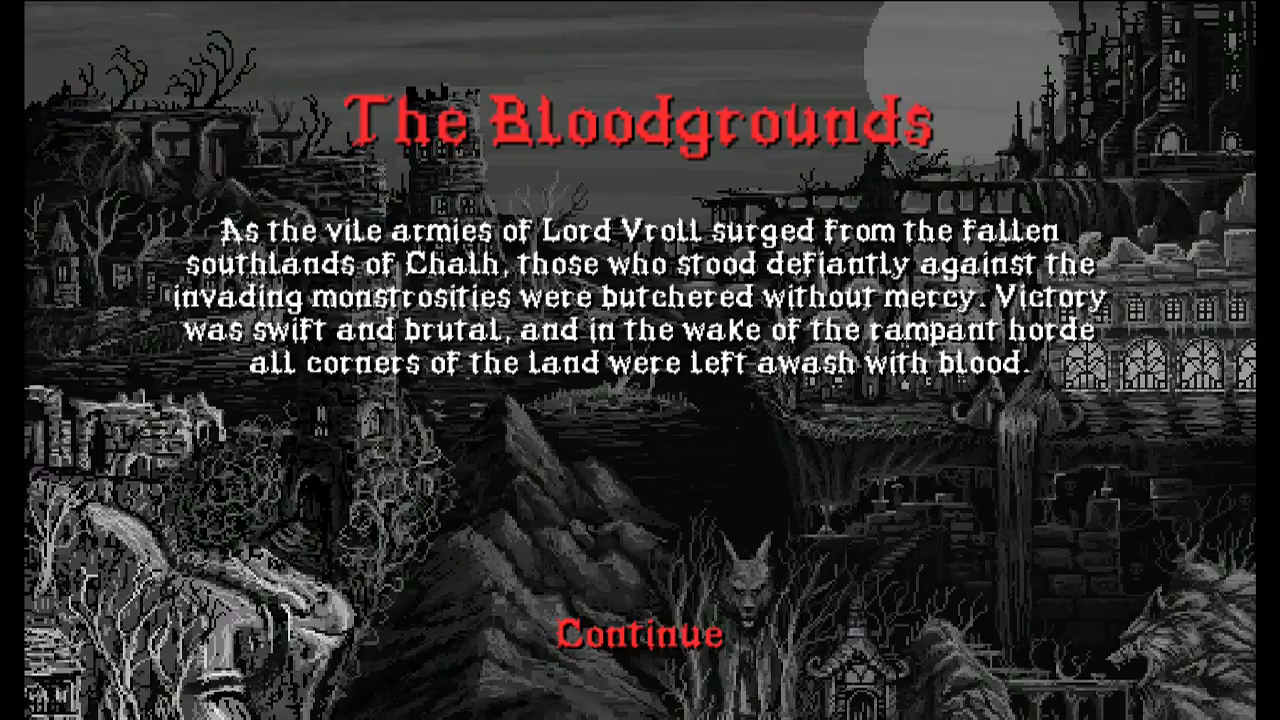 The Bloodgrounds
As the vile armies of Lord Vroll surged from the fallen
southlands of Chalh, those who stood defiantly against the
invading monstrosities were butchered without mercy. Victory
was swift and brutal, and in the wake of the rampant horde
all corners of the land were left awash with blood.
Continue